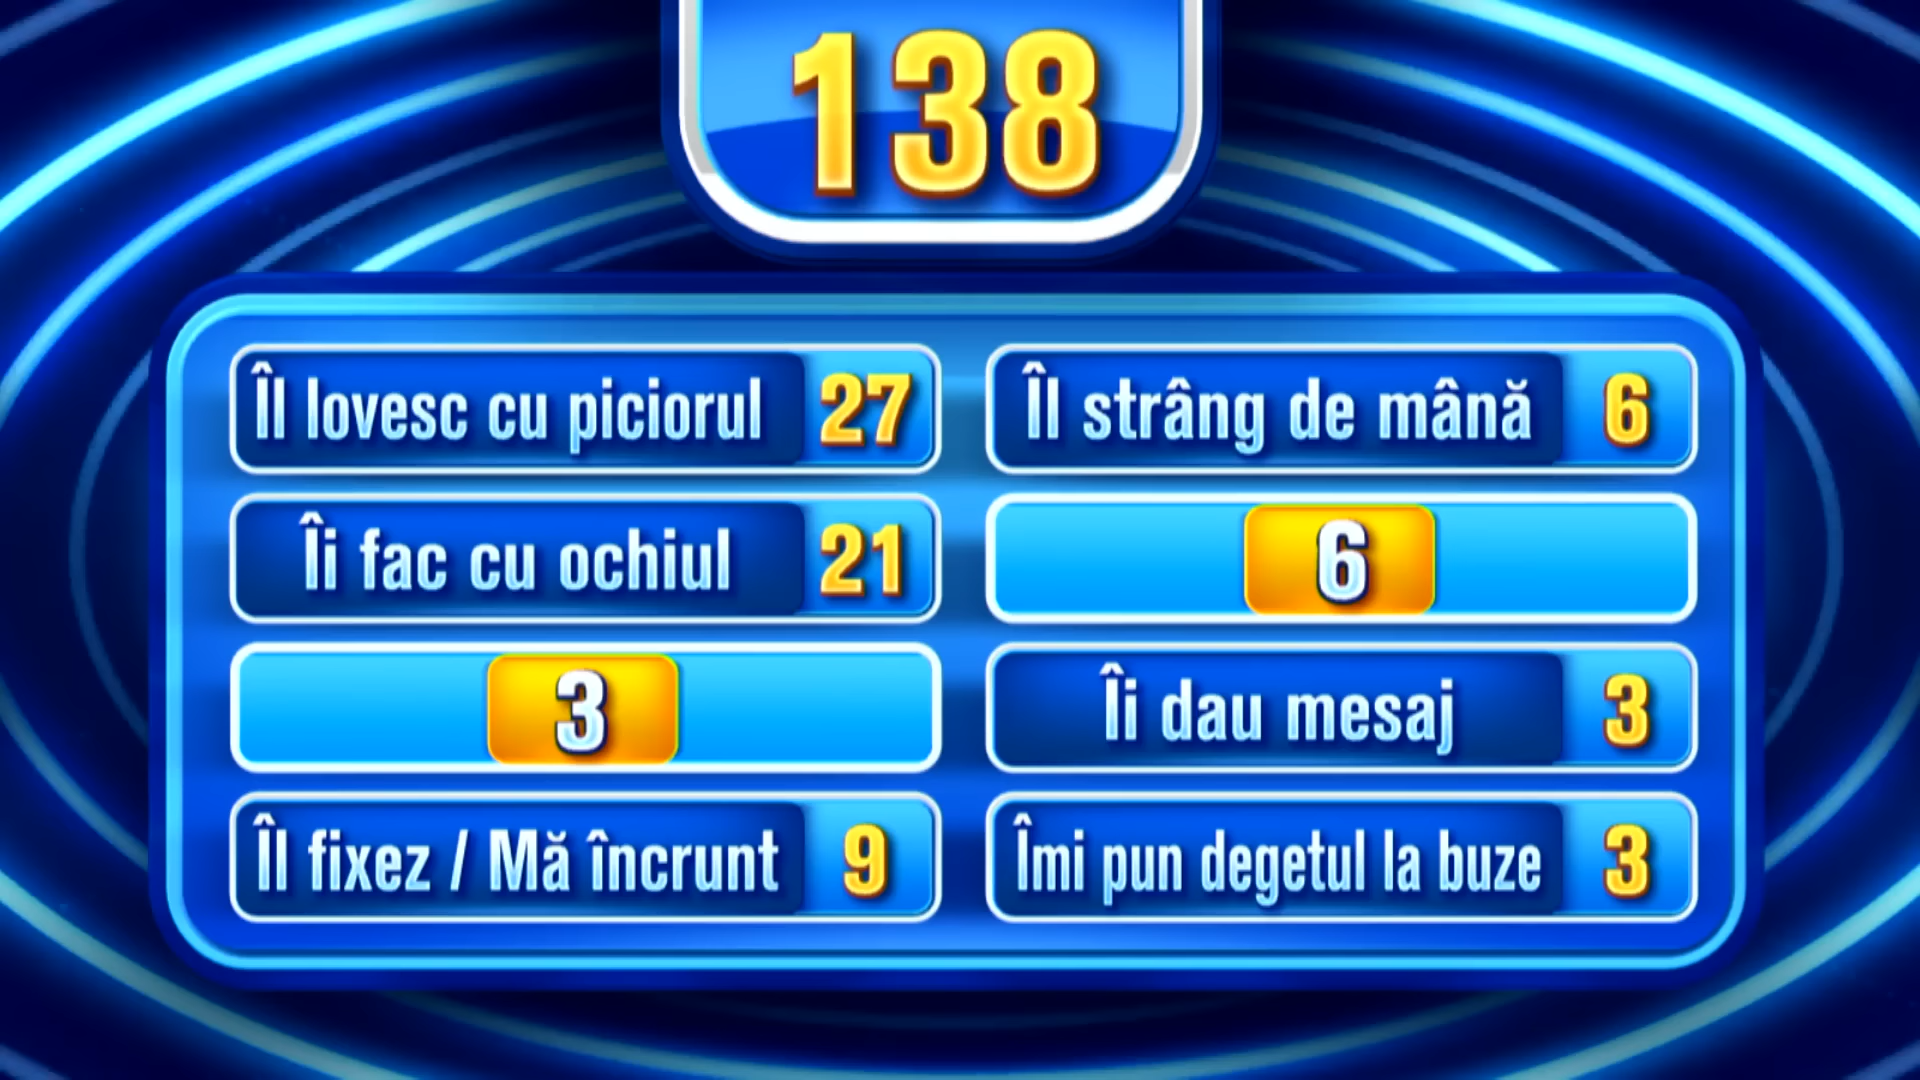 138
Îl lovesc cu piciorul 27
Îi fac cu ochiul 21
3
Îl fixez / Mă încrunt 9
Îl strâng de mână 6
6
Îi dau mesaj 3
Îmi pun degetul la buze 3